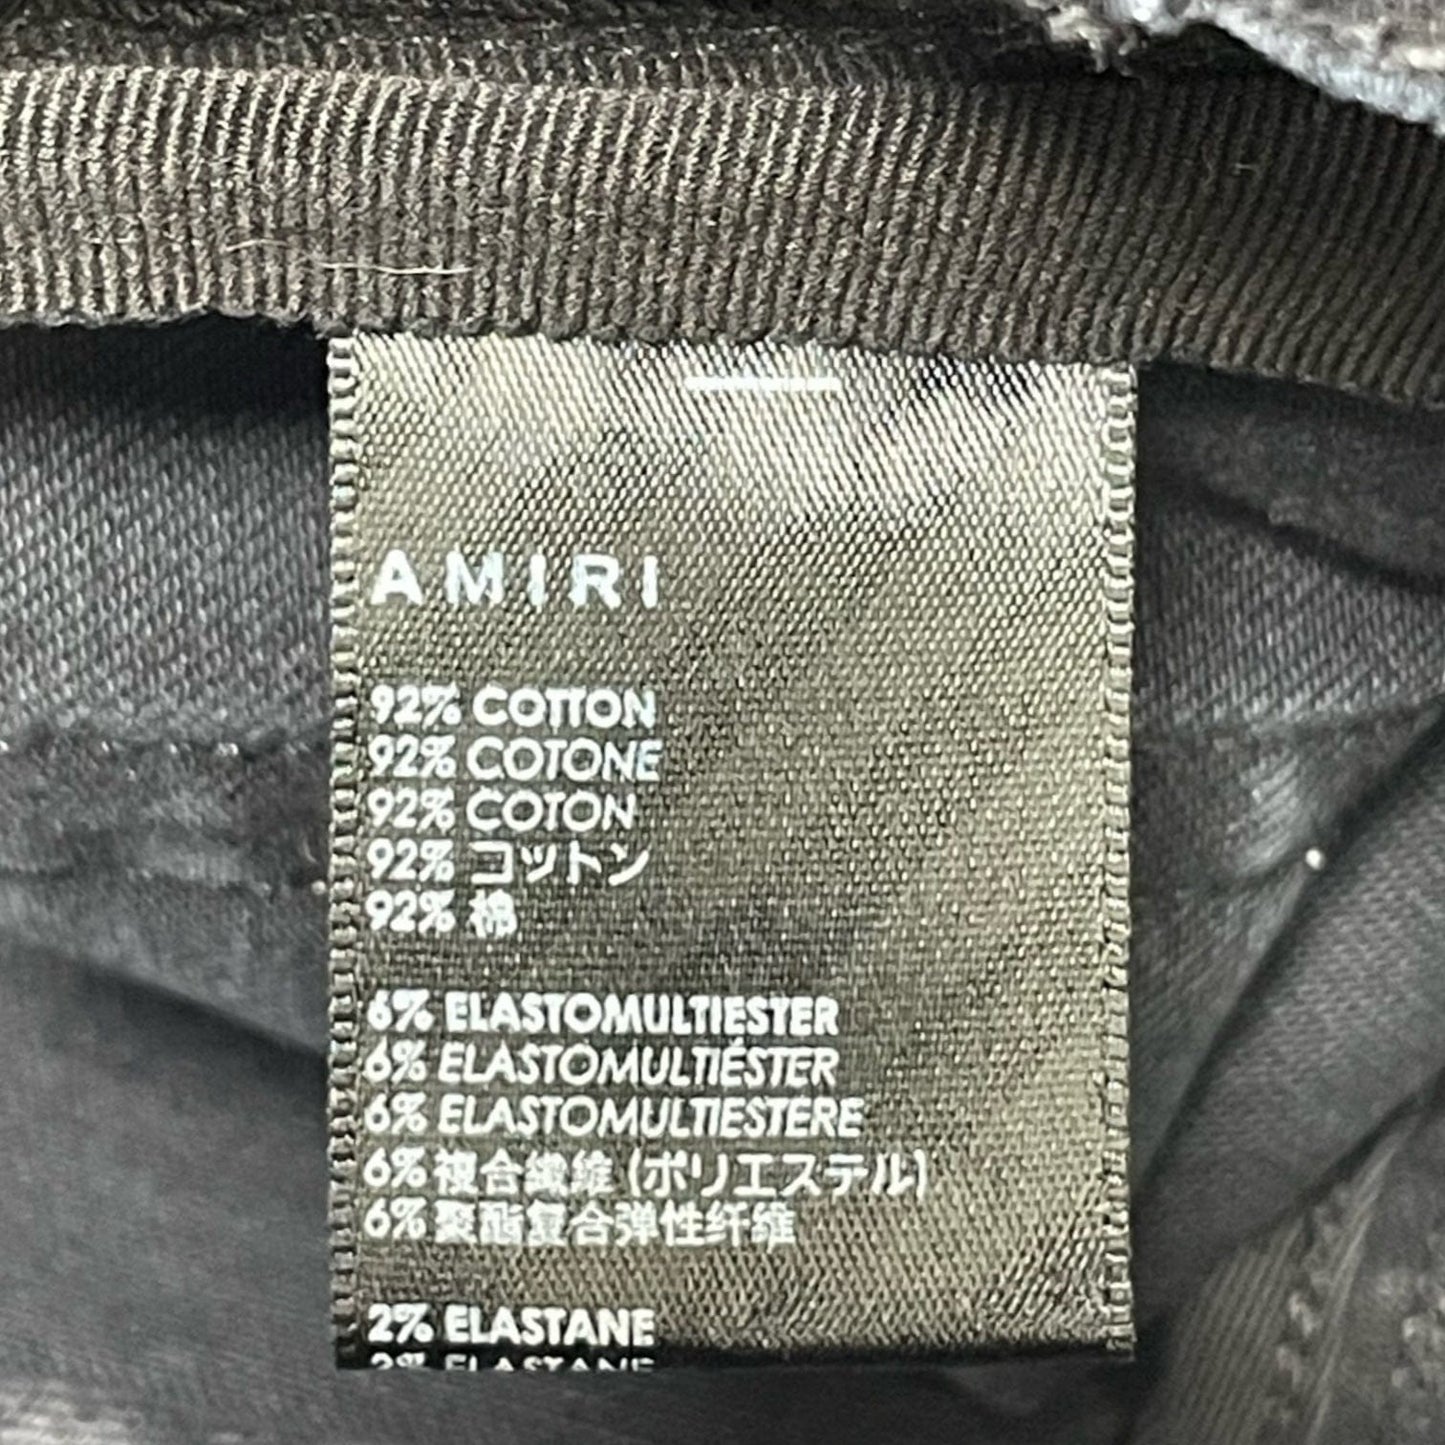 AMIRI
92% COTTON
92% COTONE
92% COTON
92% コットン
92% 棉
6% ELASTOMULTIESTER
6% ELASTOMULTIÉSTER
6% ELASTOMULTIESTERE
6% 複合繊維 (ポリエステル)
6% 聚酯复合弹性纤维
2% ELASTANE
2% ELASTANE